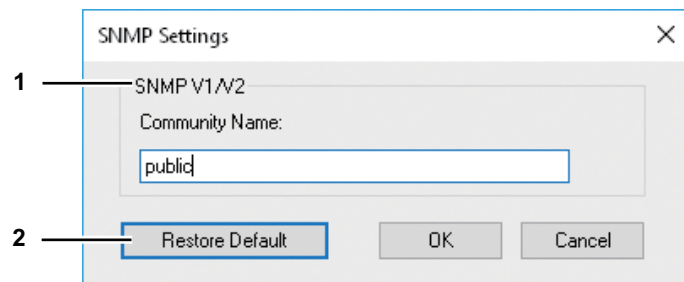 SNMP Settings
1
SNMP V1/V2
Community Name:
public
2
Restore Default
OK
Cancel